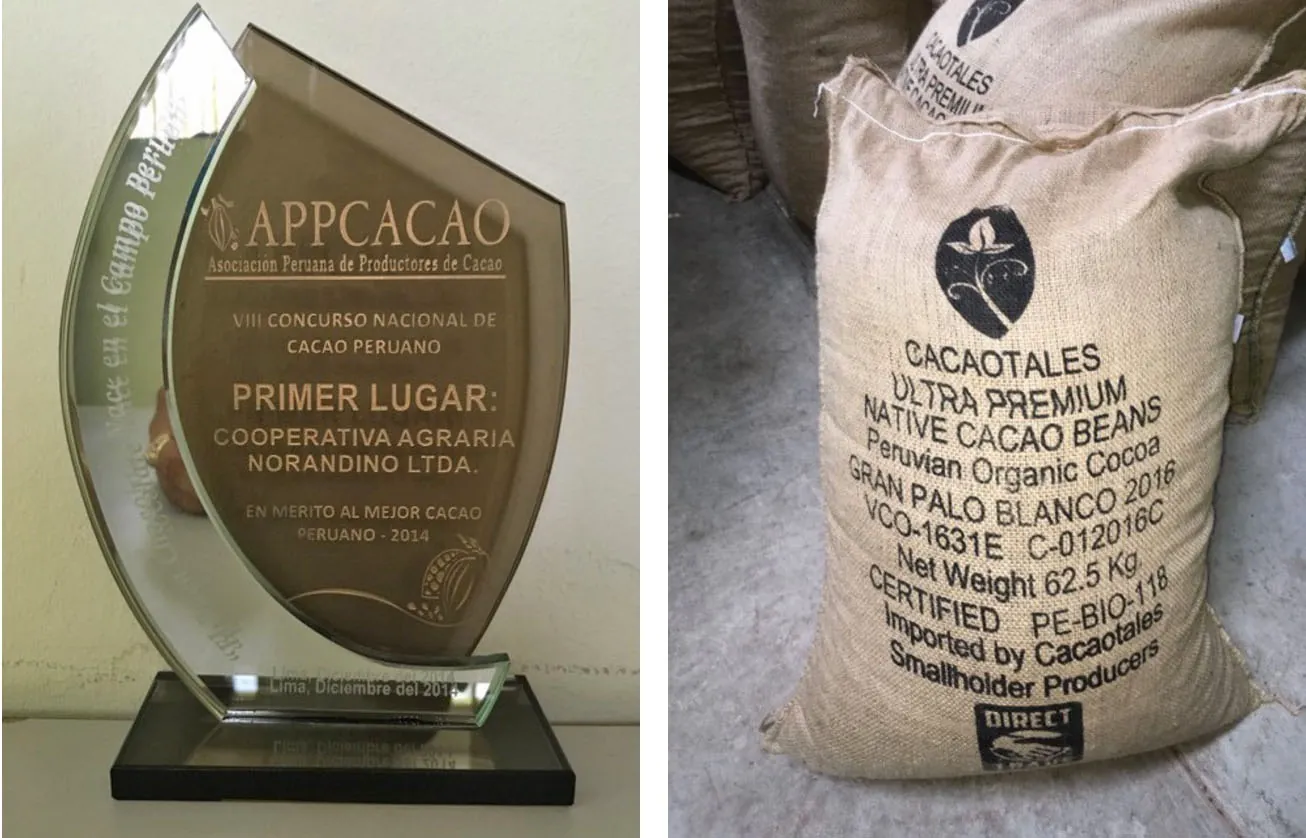 APPCACAO
Asociación Peruana de Productores de Cacao
VIII CONCURSO NACIONAL DE
CACAO PERUANO
PRIMER LUGAR:
COOPERATIVA AGRARIA
NORANDINO LTDA.
EN MERITO AL MEJOR CACAO
PERUANO - 2014
Nace en el Campo Peruano
Lima, Diciembre del 2014
CACAOTALES
ULTRA PREMIUM
CACAOTALES
ULTRA PREMIUM
NATIVE CACAO BEANS
Peruvian Organic Cocoa
GRAN PALO BLANCO 2016
VCO-1631E C-012016C
Net Weight 62.5 Kg
CERTIFIED PE-BIO-118
Imported by Cacaotales
Smallholder Producers
DIRECT